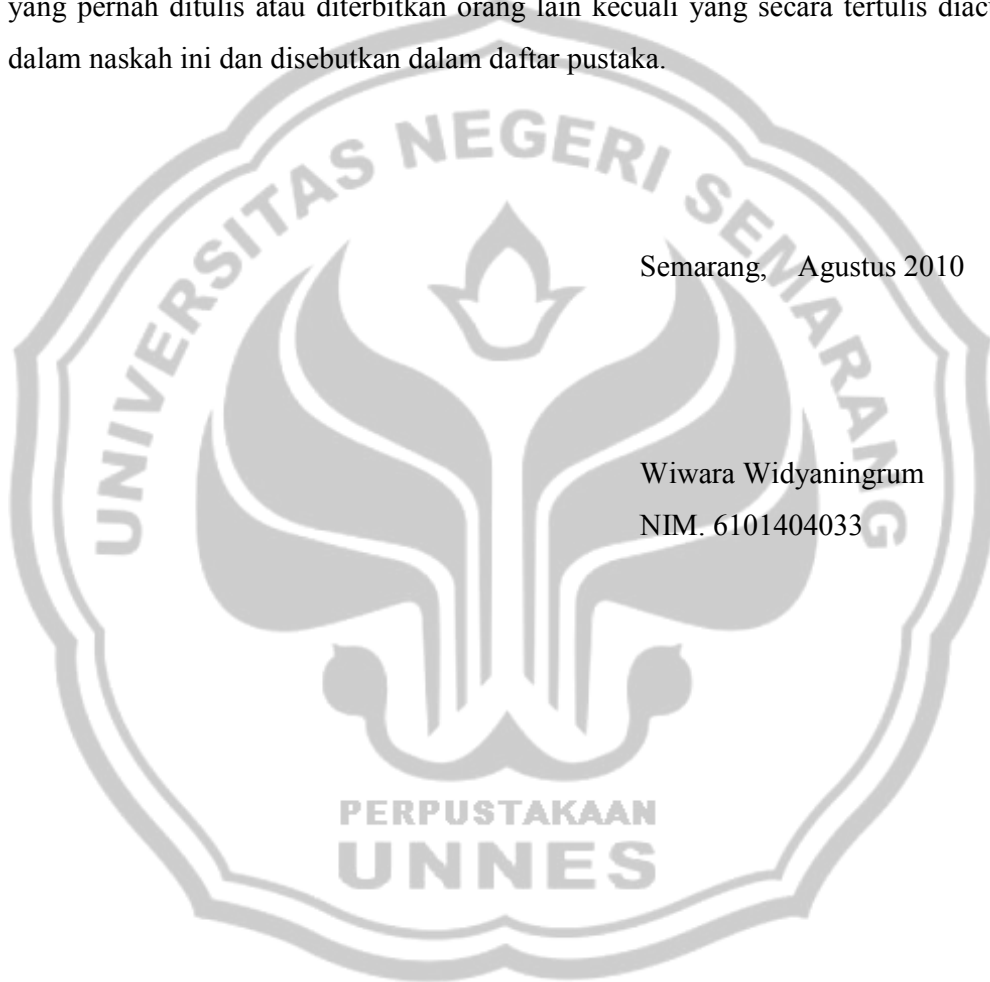 yang pernah ditulis atau diterbitkan orang lain kecuali yang secara tertulis
dalam naskah ini dan disebutkan dalam daftar pustaka.
UNIVERSITAS NEGERI SEMARANG
Semarang, Agustus 2010
Wiwara Widyaningrum
NIM. 6101404033
PERPUSTAKAAN
UNNES